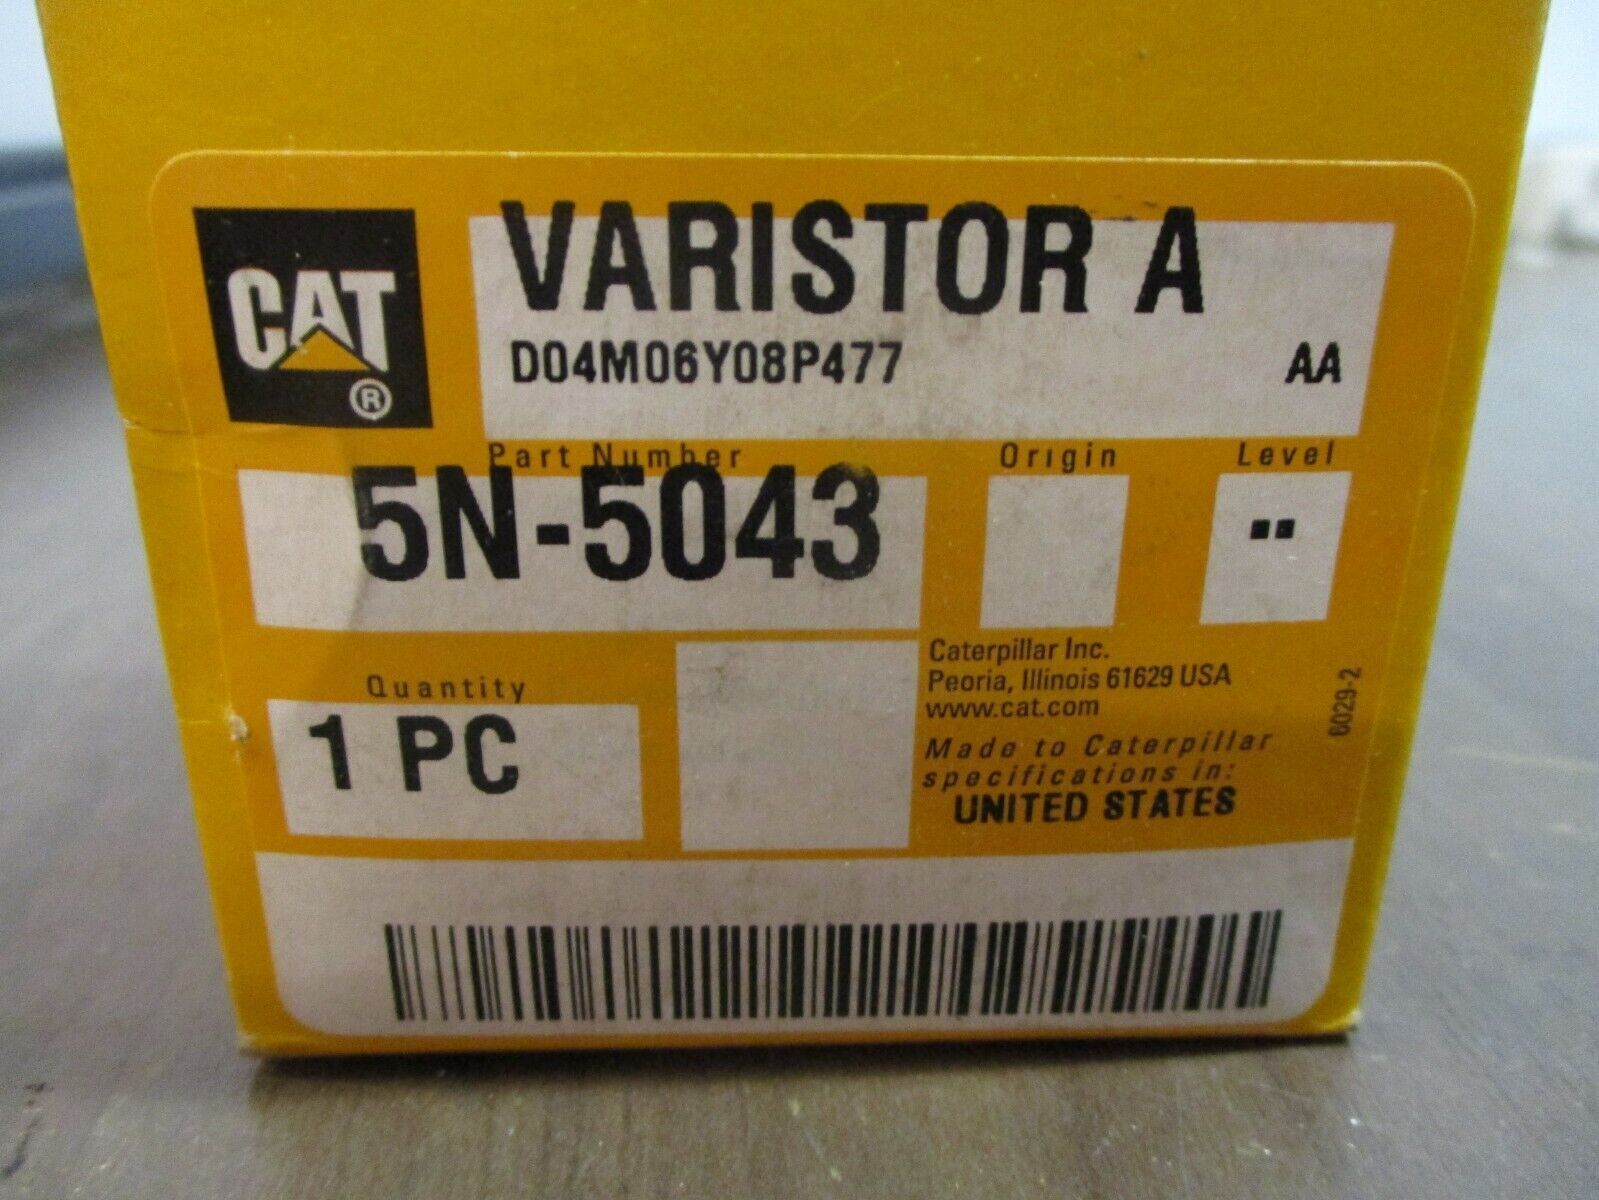 CAT
®
VARISTOR A
D04M06Y08P477 AA
Part Number Origin Level
5N-5043 ▪▪
Quantity
1 PC
Caterpillar Inc.
Peoria, Illinois 61629 USA
www.cat.com
Made to Caterpillar
specifications in:
UNITED STATES
6029-2